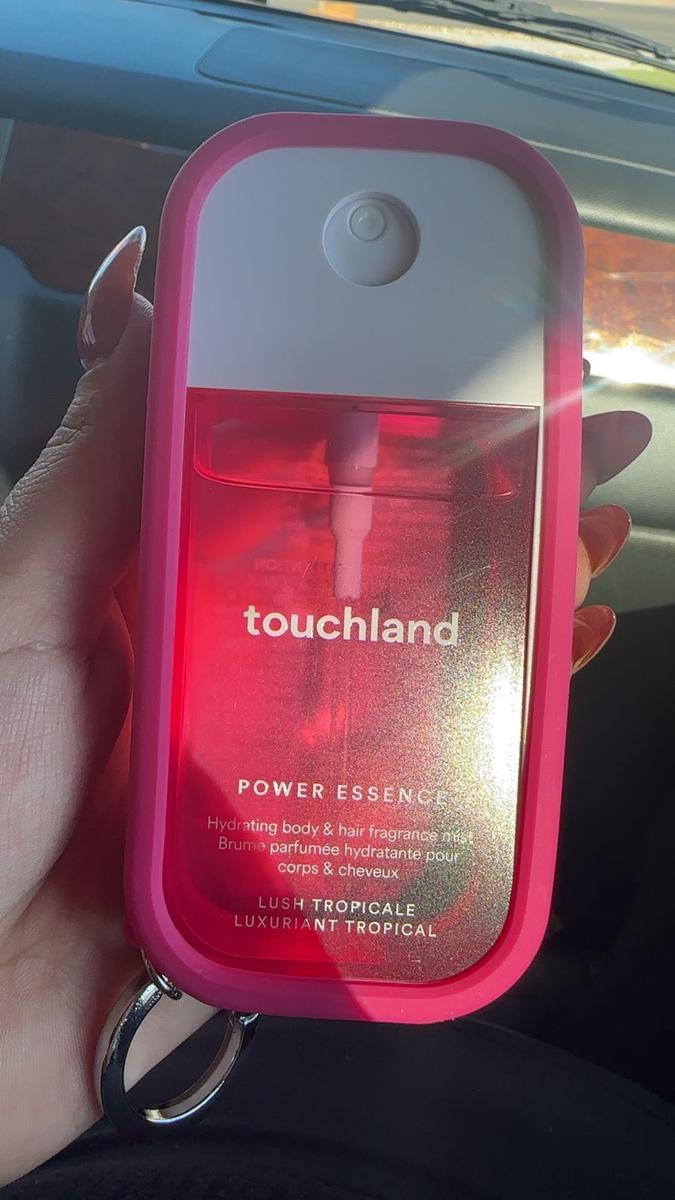 touchland
POWER ESSENCE
Hydrating body & hair fragrance mist
Brume parfumée hydratante pour
corps & cheveux
LUSH TROPICALE
LUXURIANT TROPICAL